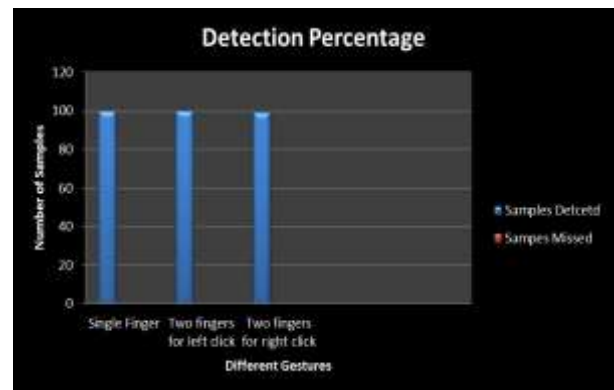 Detection Percentage
Number of Samples
120
100
80
60
40
20
0
Single Finger
Two fingers
for left click
Two fingers
for right click
Different Gestures
Samples Detcetd
Sampes Missed